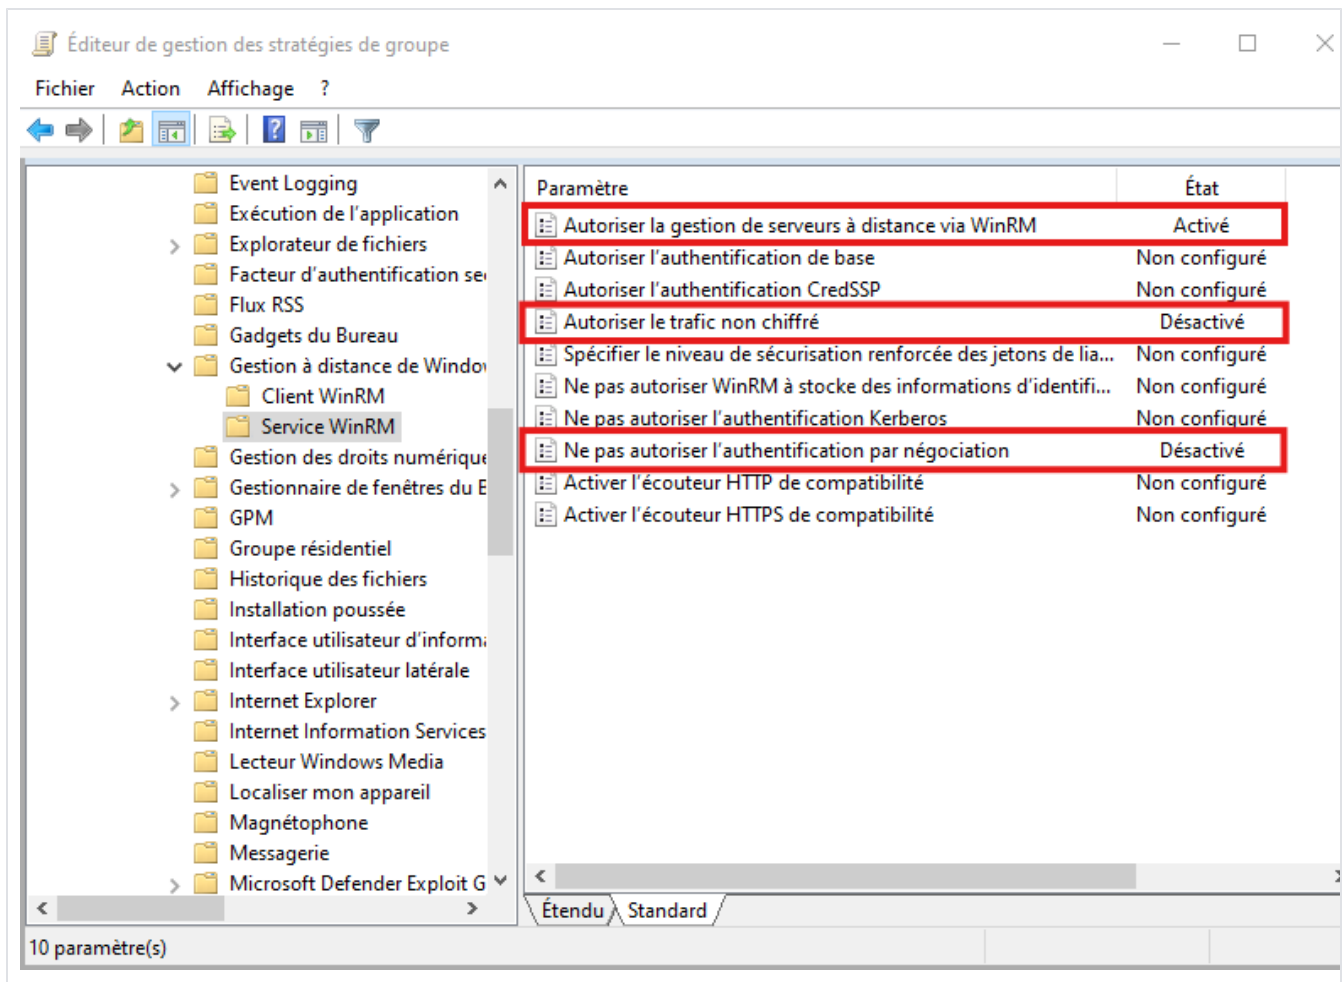 Éditeur de gestion des stratégies de groupe
Fichier Action Affichage ?
Event Logging
Exécution de l'application
Explorateur de fichiers
Facteur d'authentification se
Flux RSS
Gadgets du Bureau
Gestion à distance de Windo
Client WinRM
Service WinRM
Gestion des droits numérique
Gestionnaire de fenêtres du B
GPM
Groupe résidentiel
Historique des fichiers
Installation poussée
Interface utilisateur d'informa
Interface utilisateur latérale
Internet Explorer
Internet Information Services
Lecteur Windows Media
Localiser mon appareil
Magnétophone
Messagerie
Microsoft Defender Exploit G
Paramètre État
Autoriser la gestion de serveurs à distance via WinRM Activé
Autoriser l'authentification de base Non configuré
Autoriser l'authentification CredSSP Non configuré
Autoriser le trafic non chiffré Désactivé
Spécifier le niveau de sécurisation renforcée des jetons de lia... Non configuré
Ne pas autoriser WinRM à stocke des informations d'identifi... Non configuré
Ne pas autoriser l'authentification Kerberos Non configuré
Ne pas autoriser l'authentification par négociation Désactivé
Activer l'écouteur HTTP de compatibilité Non configuré
Activer l'écouteur HTTPS de compatibilité Non configuré
Étendu Standard
10 paramètre(s)